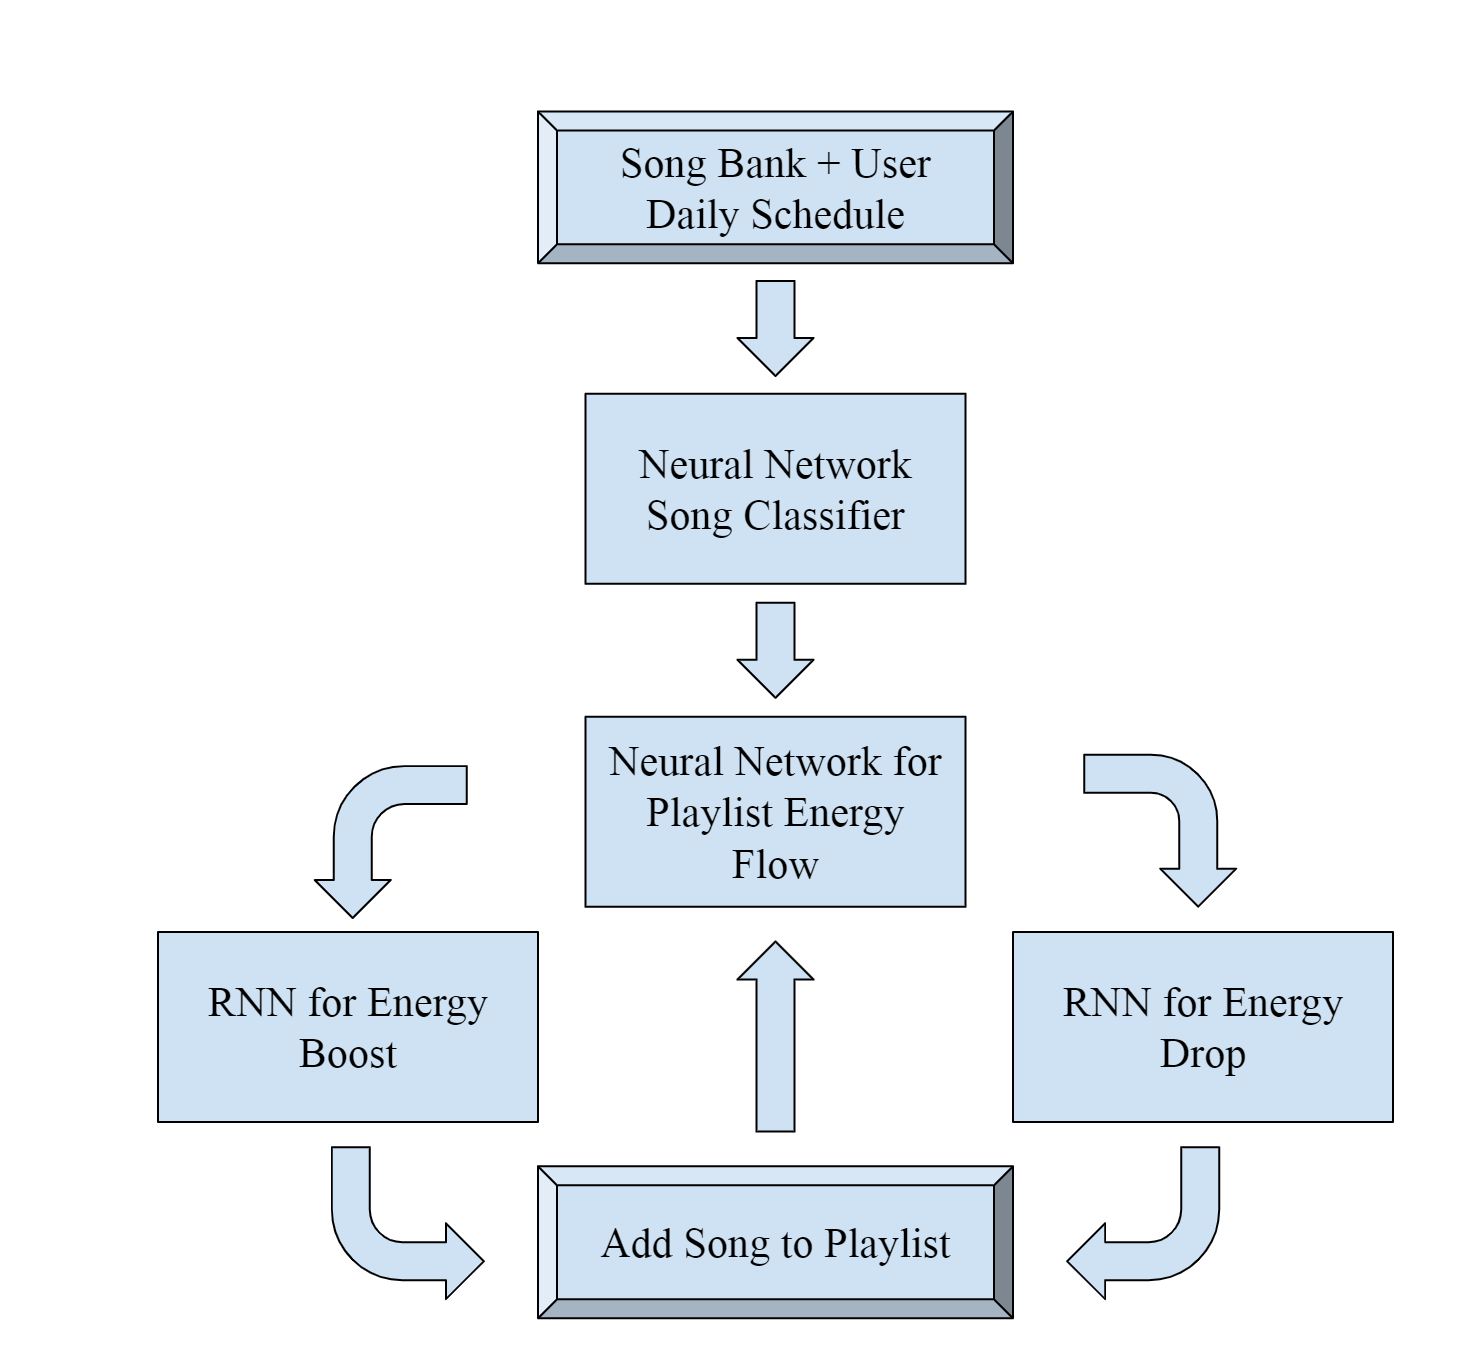 Song Bank + User
Daily Schedule
Neural Network
Song Classifier
Neural Network for
Playlist Energy
Flow
RNN for Energy
Boost
RNN for Energy
Drop
Add Song to Playlist